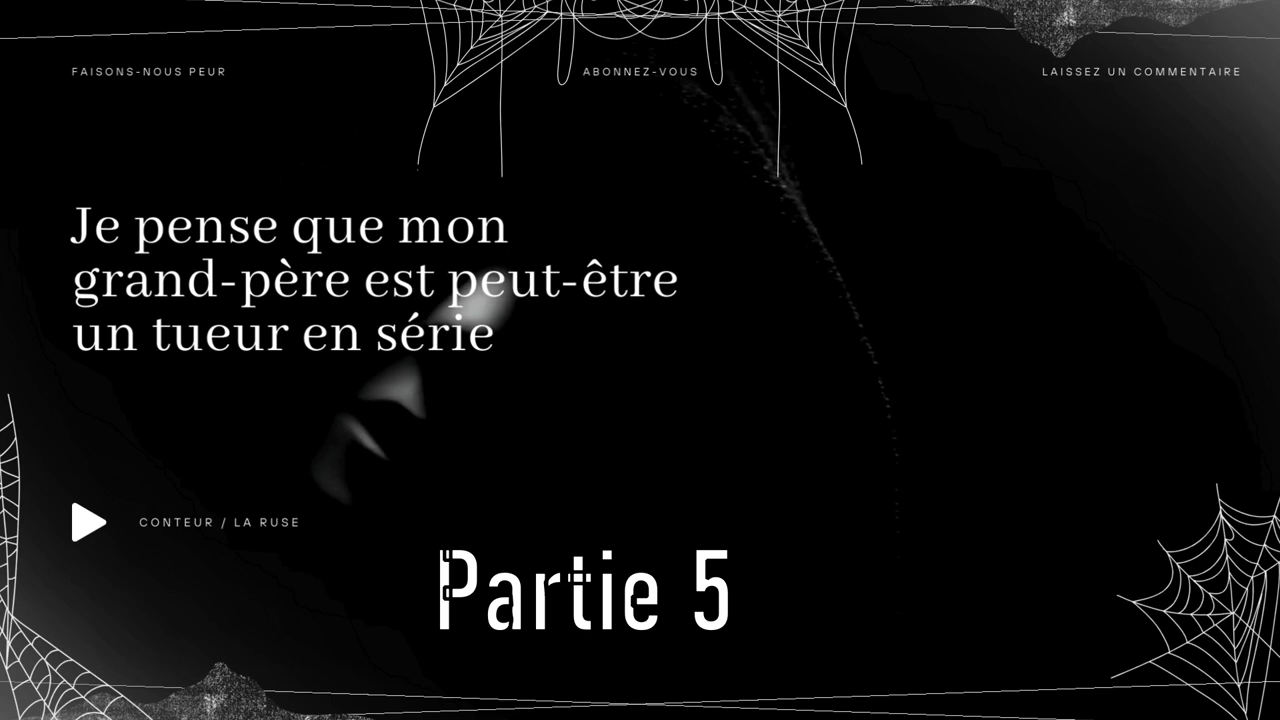 FAISONS-NOUS PEUR
ABONNEZ-VOUS
LAISSEZ UN COMMENTAIRE
Je pense que mon
grand-père est peut-être
un tueur en série
CONTEUR / LA RUSE
Partie 5